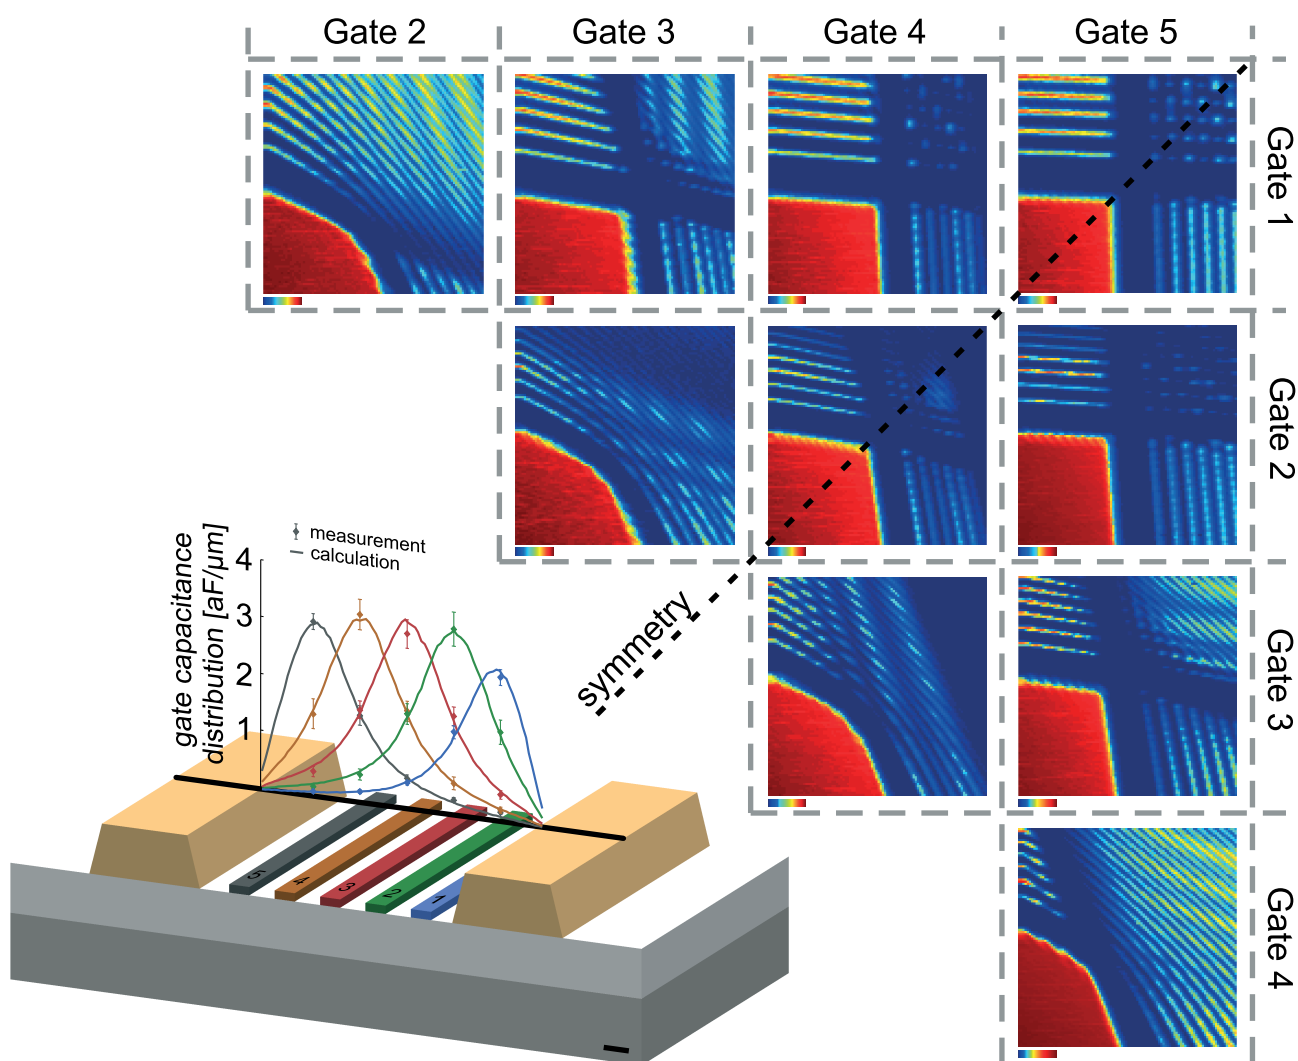 Gate 2 Gate 3 Gate 4 Gate 5
Gate 1
Gate 2
Gate 3
Gate 4
symmetry
measurement
calculation
gate capacitance
distribution [aF/µm]
4
3
2
1
5
4
3
2
1